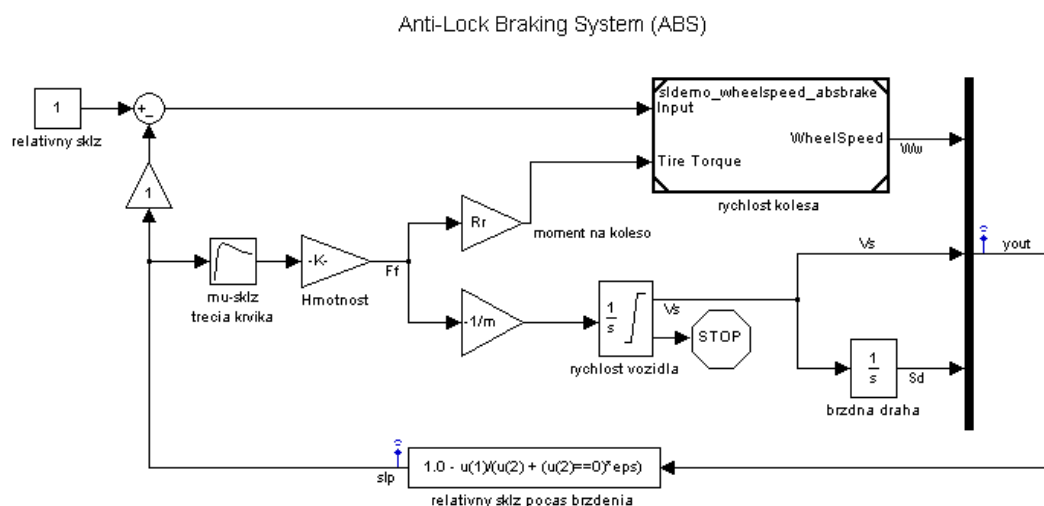 Anti-Lock Braking System (ABS)
1
relativny sklz
sldemo_wheelspeed_absbrake
Input
WheelSpeed
Tire Torque
Ww
rychlost kolesa
1
Rr
moment na koleso
mu-sklz
trecia krvika
-K-
Hmotnost
Ff
-1/m
1
s
rychlost vozidla
Vs
STOP
Vs
1
s
Sd
brzdna draha
yout
slp
1.0 - u(1)/(u(2) + (u(2)==0)*eps)
relativny sklz pocas brzdenia